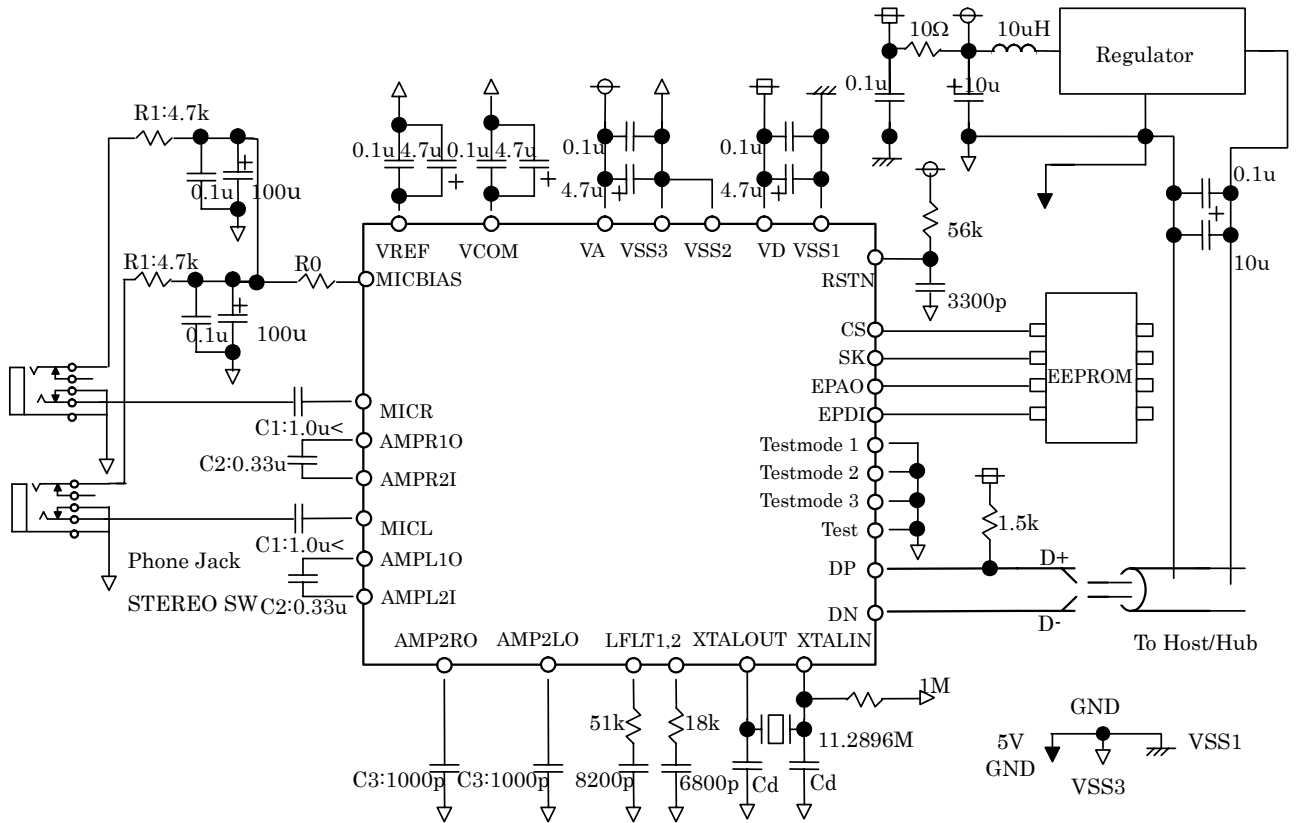 10Ω
10uH
Regulator
0.1u
10u
R1:4.7k
0.1u
100u
0.1u 4.7u
0.1u 4.7u
0.1u
4.7u
0.1u
4.7u
56k
0.1u
10u
VREF
VCOM
VA
VSS3
VSS2
VD
VSS1
R1:4.7k
R0
MICBIAS
RSTN
3300p
0.1u
100u
CS
SK
EPAO
EPDI
EEPROM
MICR
C1:1.0u<
AMPR1O
C2:0.33u
AMPR2I
Testmode 1
Testmode 2
Testmode 3
Test
1.5k
MICL
C1:1.0u<
Phone Jack
AMPL1O
STEREO SW
C2:0.33u
AMPL2I
DP
D+
DN
D-
To Host/Hub
AMP2RO
AMP2LO
LFLT1,2
XTALOUT
XTALIN
1M
51k
18k
11.2896M
C3:1000p
C3:1000p
8200p
6800p
Cd
Cd
GND
5V
GND
VSS1
VSS3